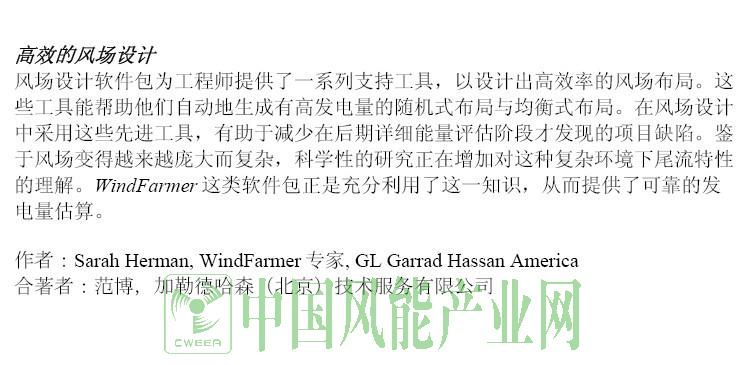 高效的风场设计
风场设计软件包为工程师提供了一系列支持工具，以设计出高效率的风场布局。这
些工具能帮助他们自动地生成有高发电量的随机式布局与均衡式布局。在风场设计
中采用这些先进工具，有助于减少在后期详细能量评估阶段才发现的项目缺陷。鉴
于风场变得越来越庞大而复杂，科学性的研究正在增加对这种复杂环境下尾流特性
的理解。WindFarmer 这类软件包正是充分利用了这一知识，从而提供了可靠的发
电量估算。
作者：Sarah Herman, WindFarmer 专家, GL Garrad Hassan America
合著者：范博，加勒德哈森（北京）技术服务有限公司
中国风能产业网
CWEEA